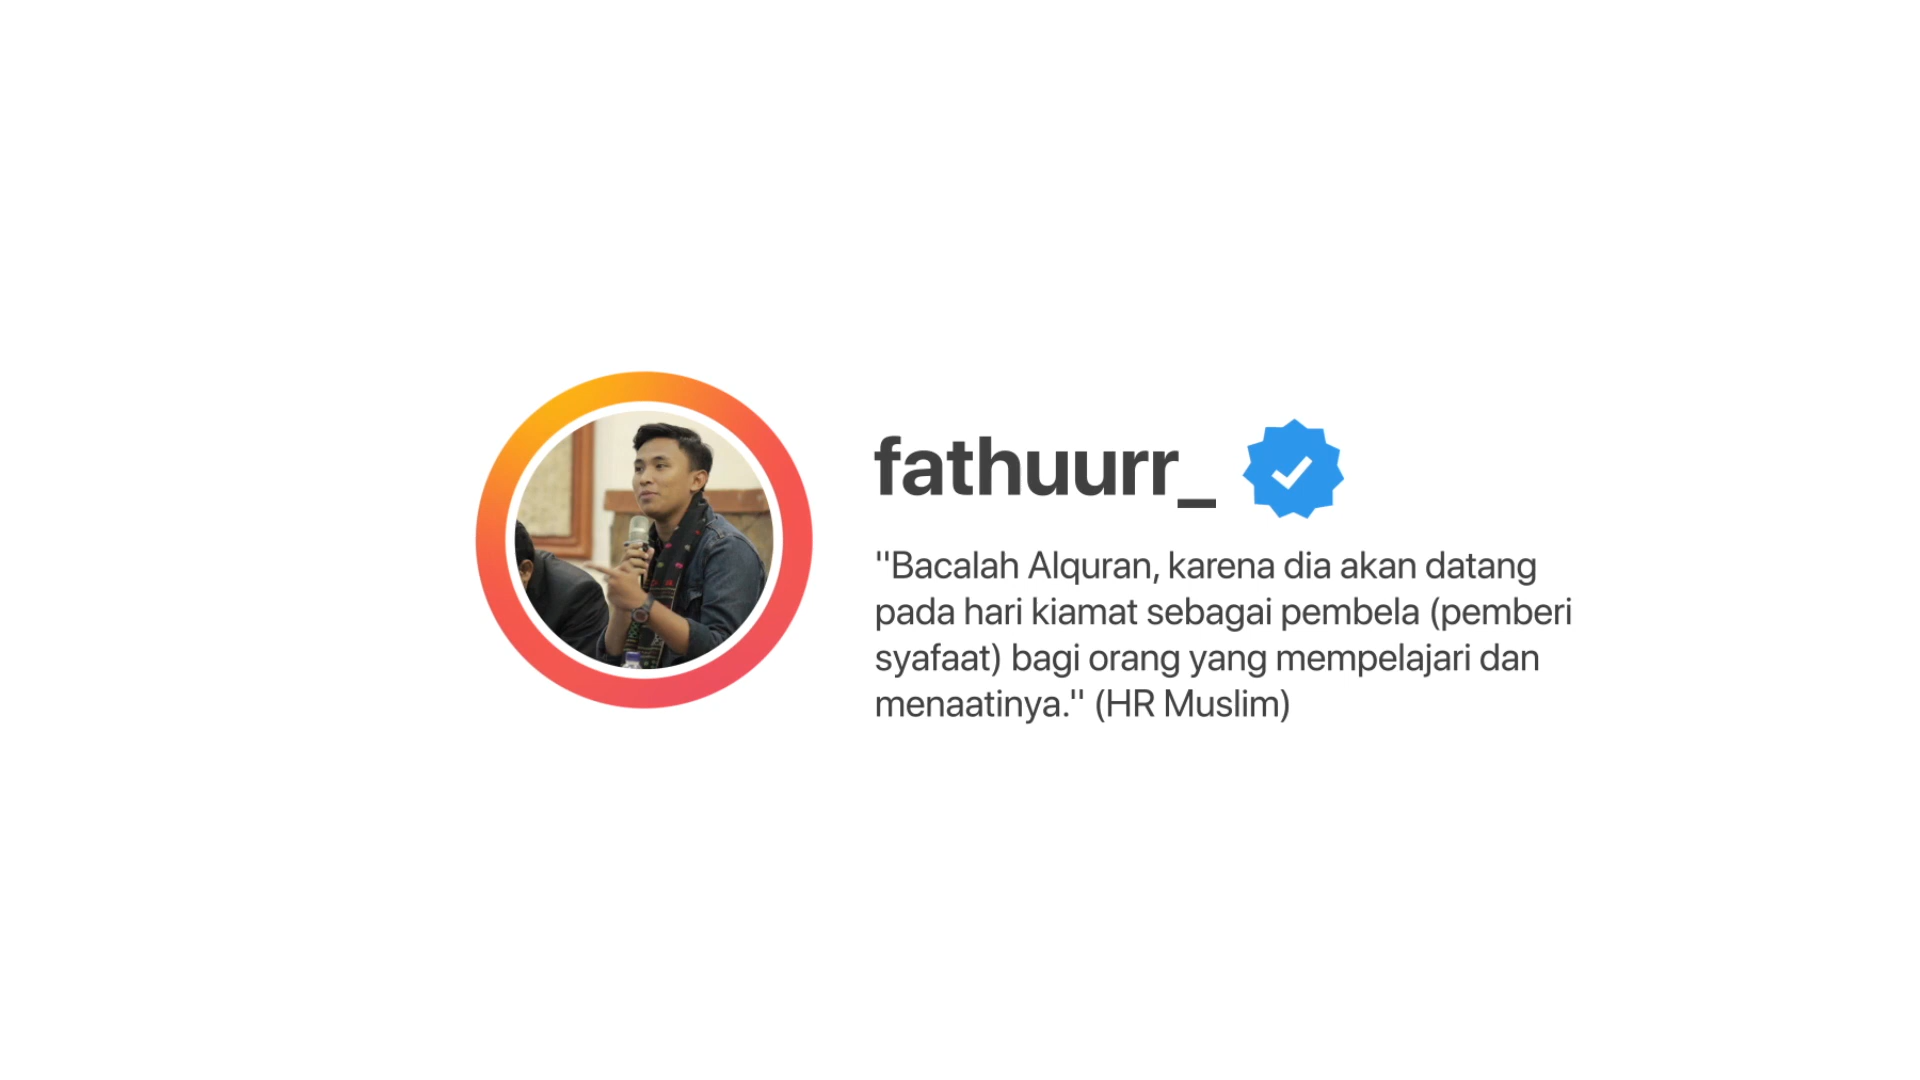 fathuurr_
"Bacalah Alquran, karena dia akan datang
pada hari kiamat sebagai pembela (pemberi
syafaat) bagi orang yang mempelajari dan
menaatinya." (HR Muslim)